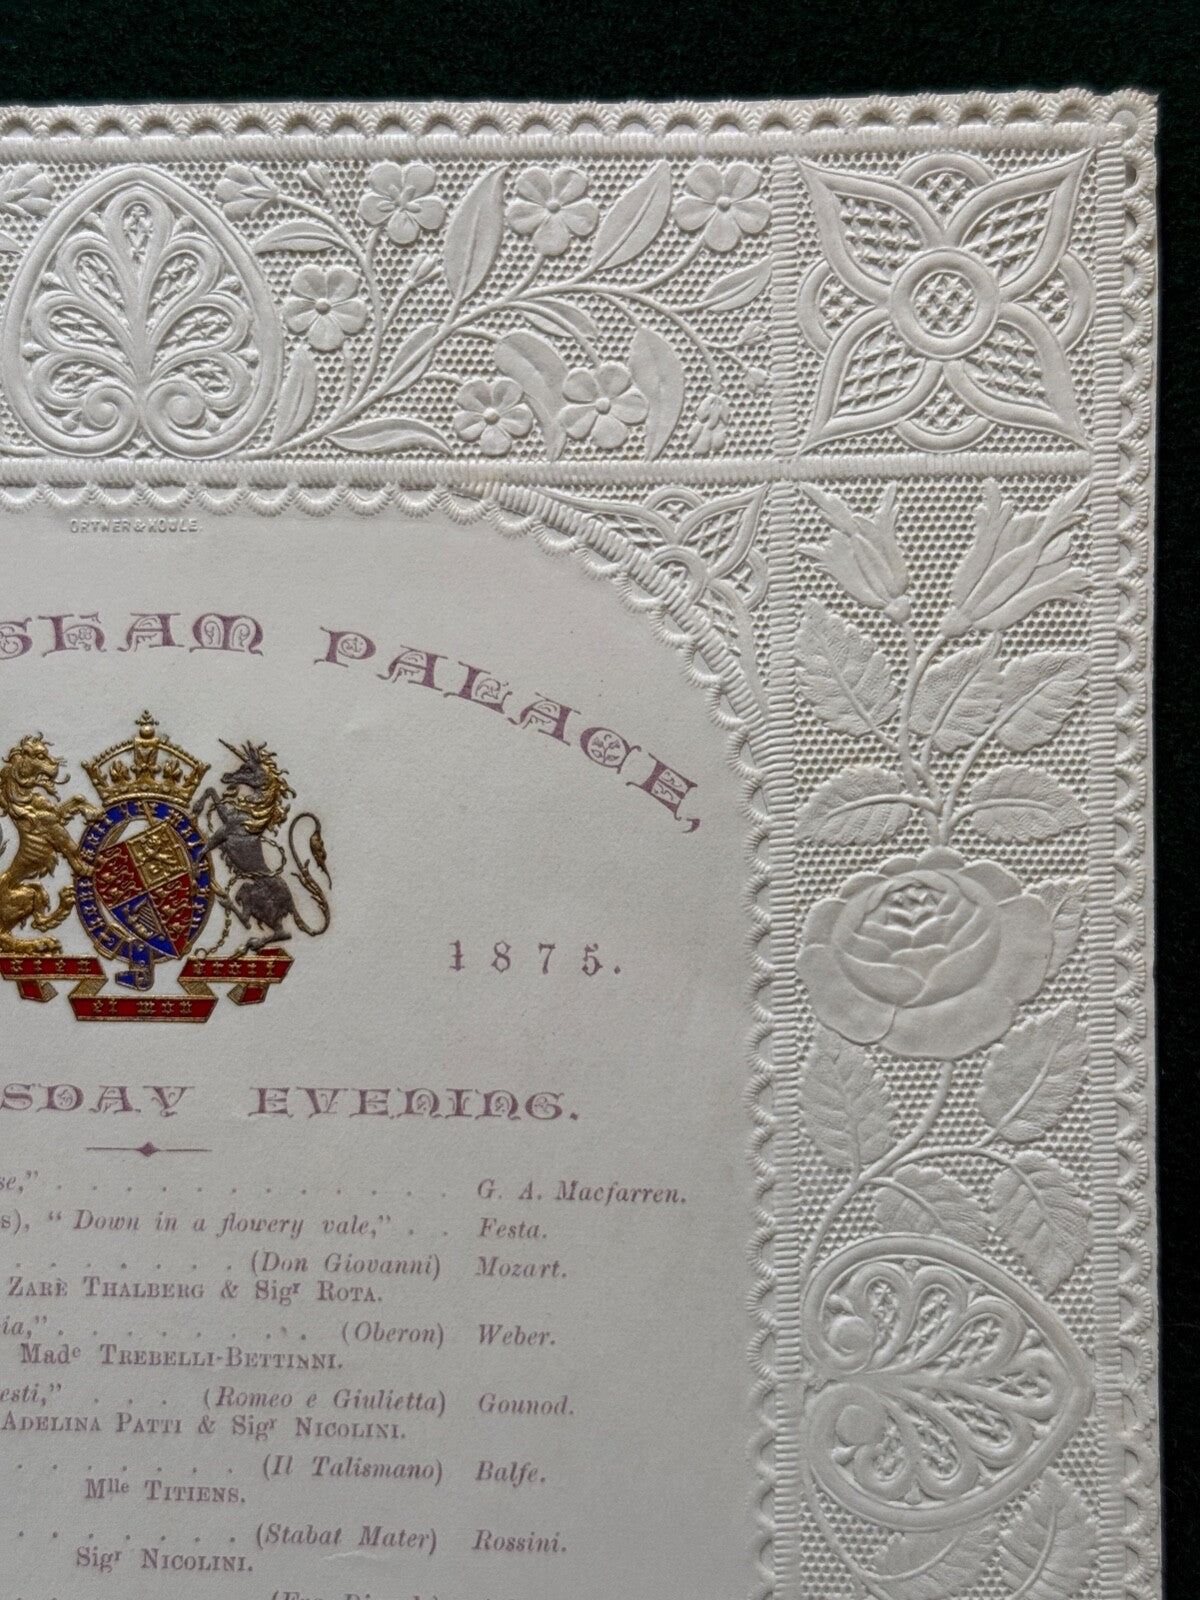 ORTNER & HOULE.
GHAM PALACE,
1875.
SDAY EVENING.
se,” . . . . . . . . . . . . . G. A. Macfarren.
s), “ Down in a flowery vale,” . . Festa.
. . . . . . . . (Don Giovanni) Mozart.
ZARÈ THALBERG & Sigr ROTA.
ia,” . . . . . . . . . (Oberon) Weber.
Made TREBELLI-BETTINNI.
esti,” . . . (Romeo e Giulietta) Gounod.
ADELINA PATTI & Sigr NICOLINI.
. . . . . . . . (Il Talismano) Balfe.
Mlle TITIENS.
. . . . . . . . (Stabat Mater) Rossini.
Sigr NICOLINI.